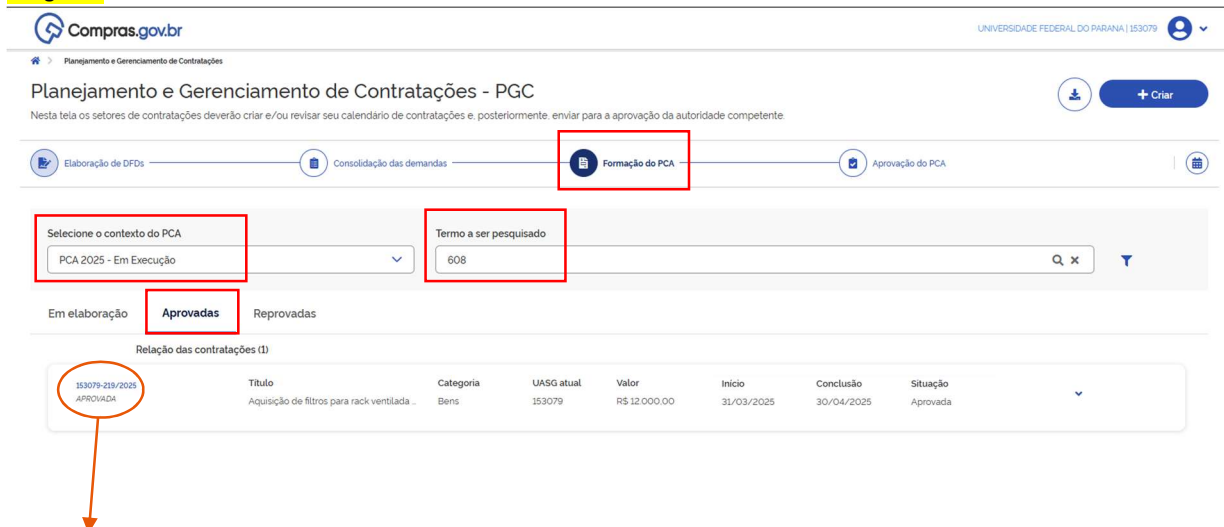 Compras.gov.br
UNIVERSIDADE FEDERAL DO PARANA | 153079
Planejamento e Gerenciamento de Contratações
Planejamento e Gerenciamento de Contratações - PGC
+ Criar
Nesta tela os setores de contratações deverão criar e/ou revisar seu calendário de contratações e, posteriormente, enviar para a aprovação da autoridade competente.
Elaboração de DFDs
Consolidação das demandas
Formação do PCA
Aprovação do PCA
Selecione o contexto do PCA
Termo a ser pesquisado
PCA 2025 - Em Execução
608
Em elaboração Aprovadas Reprovadas
Relação das contratações (1)
153079-219/2025 Título Categoria UASG atual Valor Início Conclusão Situação
APROVADA Aquisição de filtros para rack ventilada ... Bens 153079 R$ 12.000,00 31/03/2025 30/04/2025 Aprovada